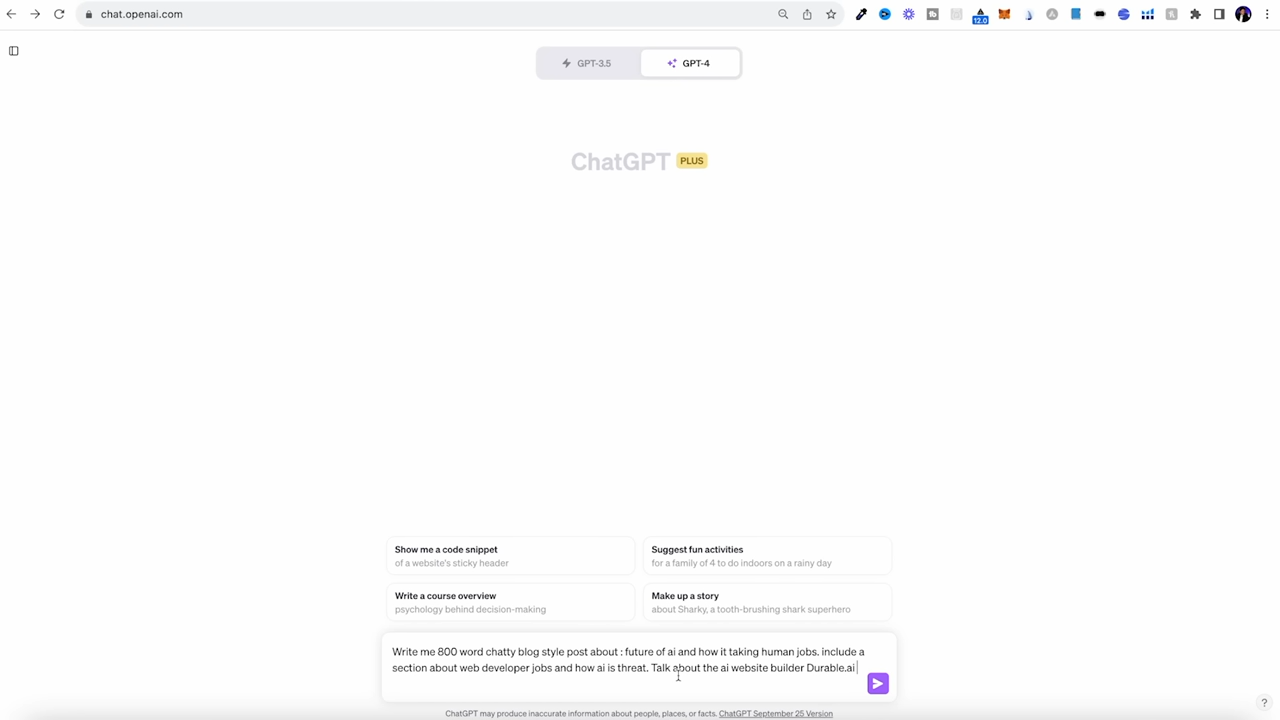 chat.openai.com
12.0
GPT-3.5
GPT-4
ChatGPT PLUS
Show me a code snippet
of a website's sticky header
Suggest fun activities
for a family of 4 to do indoors on a rainy day
Write a course overview
psychology behind decision-making
Make up a story
about Sharky, a tooth-brushing shark superhero
Write me 800 word chatty blog style post about : future of ai and how it taking human jobs. include a
section about web developer jobs and how ai is threat. Talk about the ai website builder Durable.ai
?
ChatGPT may produce inaccurate information about people, places, or facts. ChatGPT September 25 Version